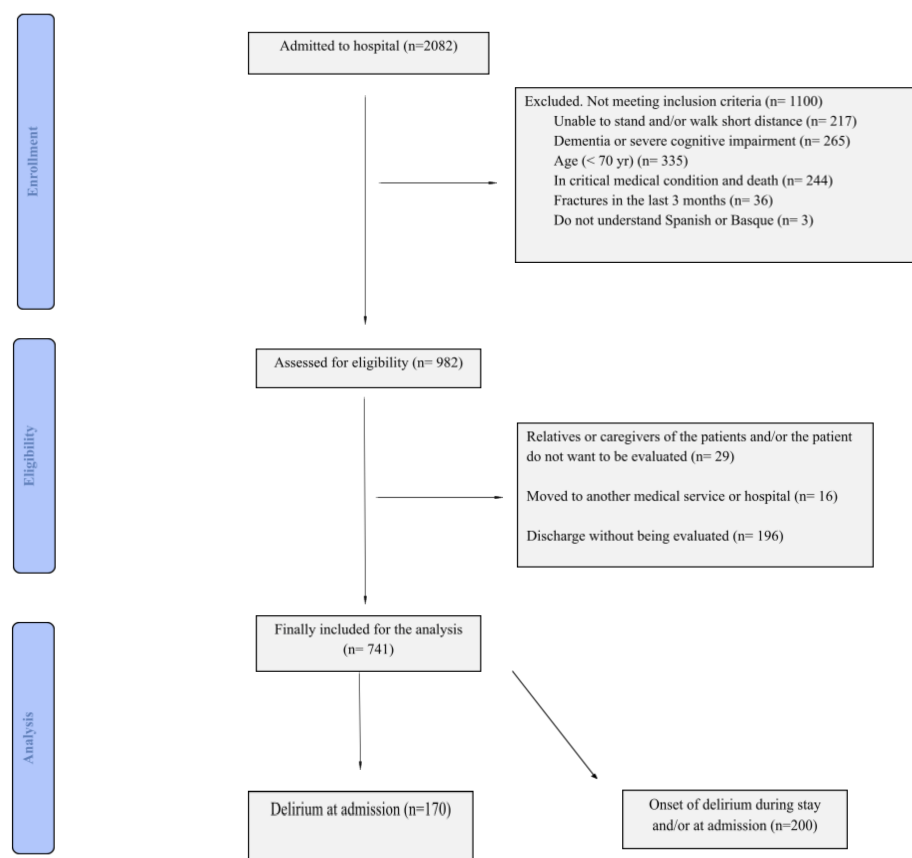 Enrollment
Admitted to hospital (n=2082)
Excluded. Not meeting inclusion criteria (n= 1100)
Unable to stand and/or walk short distance (n= 217)
Dementia or severe cognitive impairment (n= 265)
Age (< 70 yr) (n= 335)
In critical medical condition and death (n= 244)
Fractures in the last 3 months (n= 36)
Do not understand Spanish or Basque (n= 3)
Eligibility
Assessed for eligibility (n= 982)
Relatives or caregivers of the patients and/or the patient
do not want to be evaluated (n= 29)
Moved to another medical service or hospital (n= 16)
Discharge without being evaluated (n= 196)
Analysis
Finally included for the analysis
(n= 741)
Delirium at admission (n=170)
Onset of delirium during stay
and/or at admission (n=200)